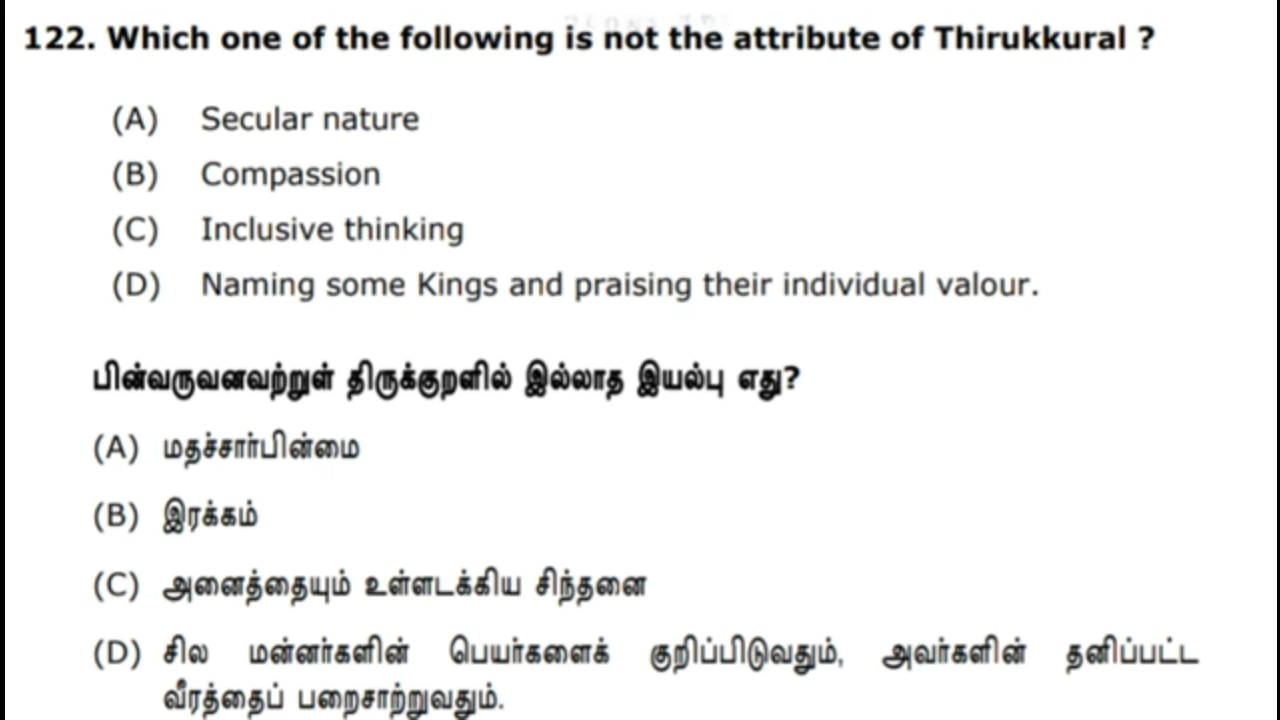 122. Which one of the following is not the attribute of Thirukkural ?
(A) Secular nature
(B) Compassion
(C) Inclusive thinking
(D) Naming some Kings and praising their individual valour.
பின்வருவனவற்றுள் திருக்குறளில் இல்லாத இயல்பு எது?
(A) மதச்சார்பின்மை
(B) இரக்கம்
(C) அனைத்தையும் உள்ளடக்கிய சிந்தனை
(D) சில மன்னர்களின் பெயர்களைக் குறிப்பிடுவதும், அவர்களின் தனிப்பட்ட
வீரத்தைப் பறைசாற்றுவதும்.